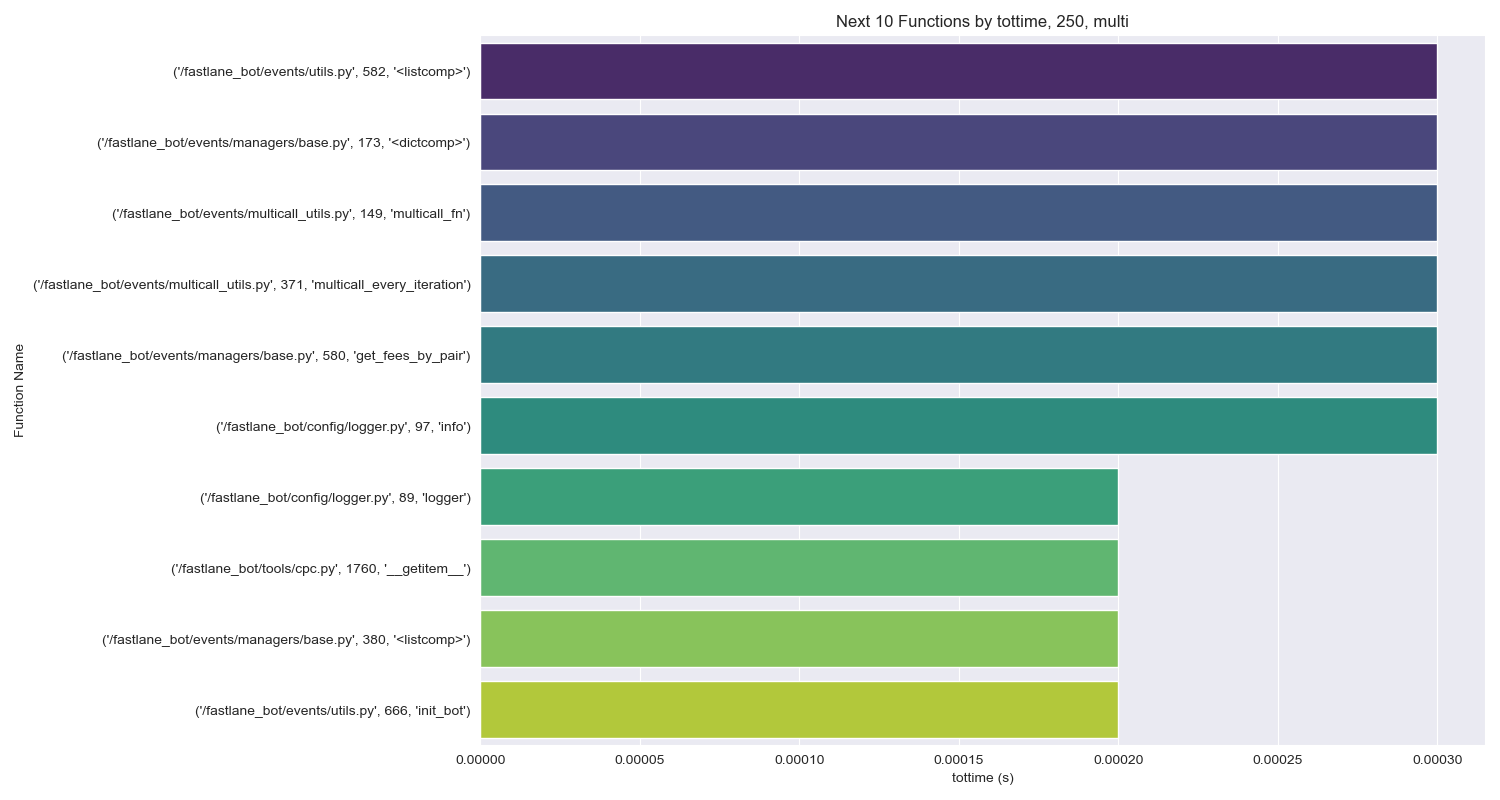 Next 10 Functions by tottime, 250, multi
('/fastlane_bot/events/utils.py', 582, '<listcomp>')
('/fastlane_bot/events/managers/base.py', 173, '<dictcomp>')
('/fastlane_bot/events/multicall_utils.py', 149, 'multicall_fn')
('/fastlane_bot/events/multicall_utils.py', 371, 'multicall_every_iteration')
('/fastlane_bot/events/managers/base.py', 580, 'get_fees_by_pair')
('/fastlane_bot/config/logger.py', 97, 'info')
('/fastlane_bot/config/logger.py', 89, 'logger')
('/fastlane_bot/tools/cpc.py', 1760, '__getitem__')
('/fastlane_bot/events/managers/base.py', 380, '<listcomp>')
('/fastlane_bot/events/utils.py', 666, 'init_bot')
Function Name
0.00000 0.00005 0.00010 0.00015 0.00020 0.00025 0.00030
tottime (s)